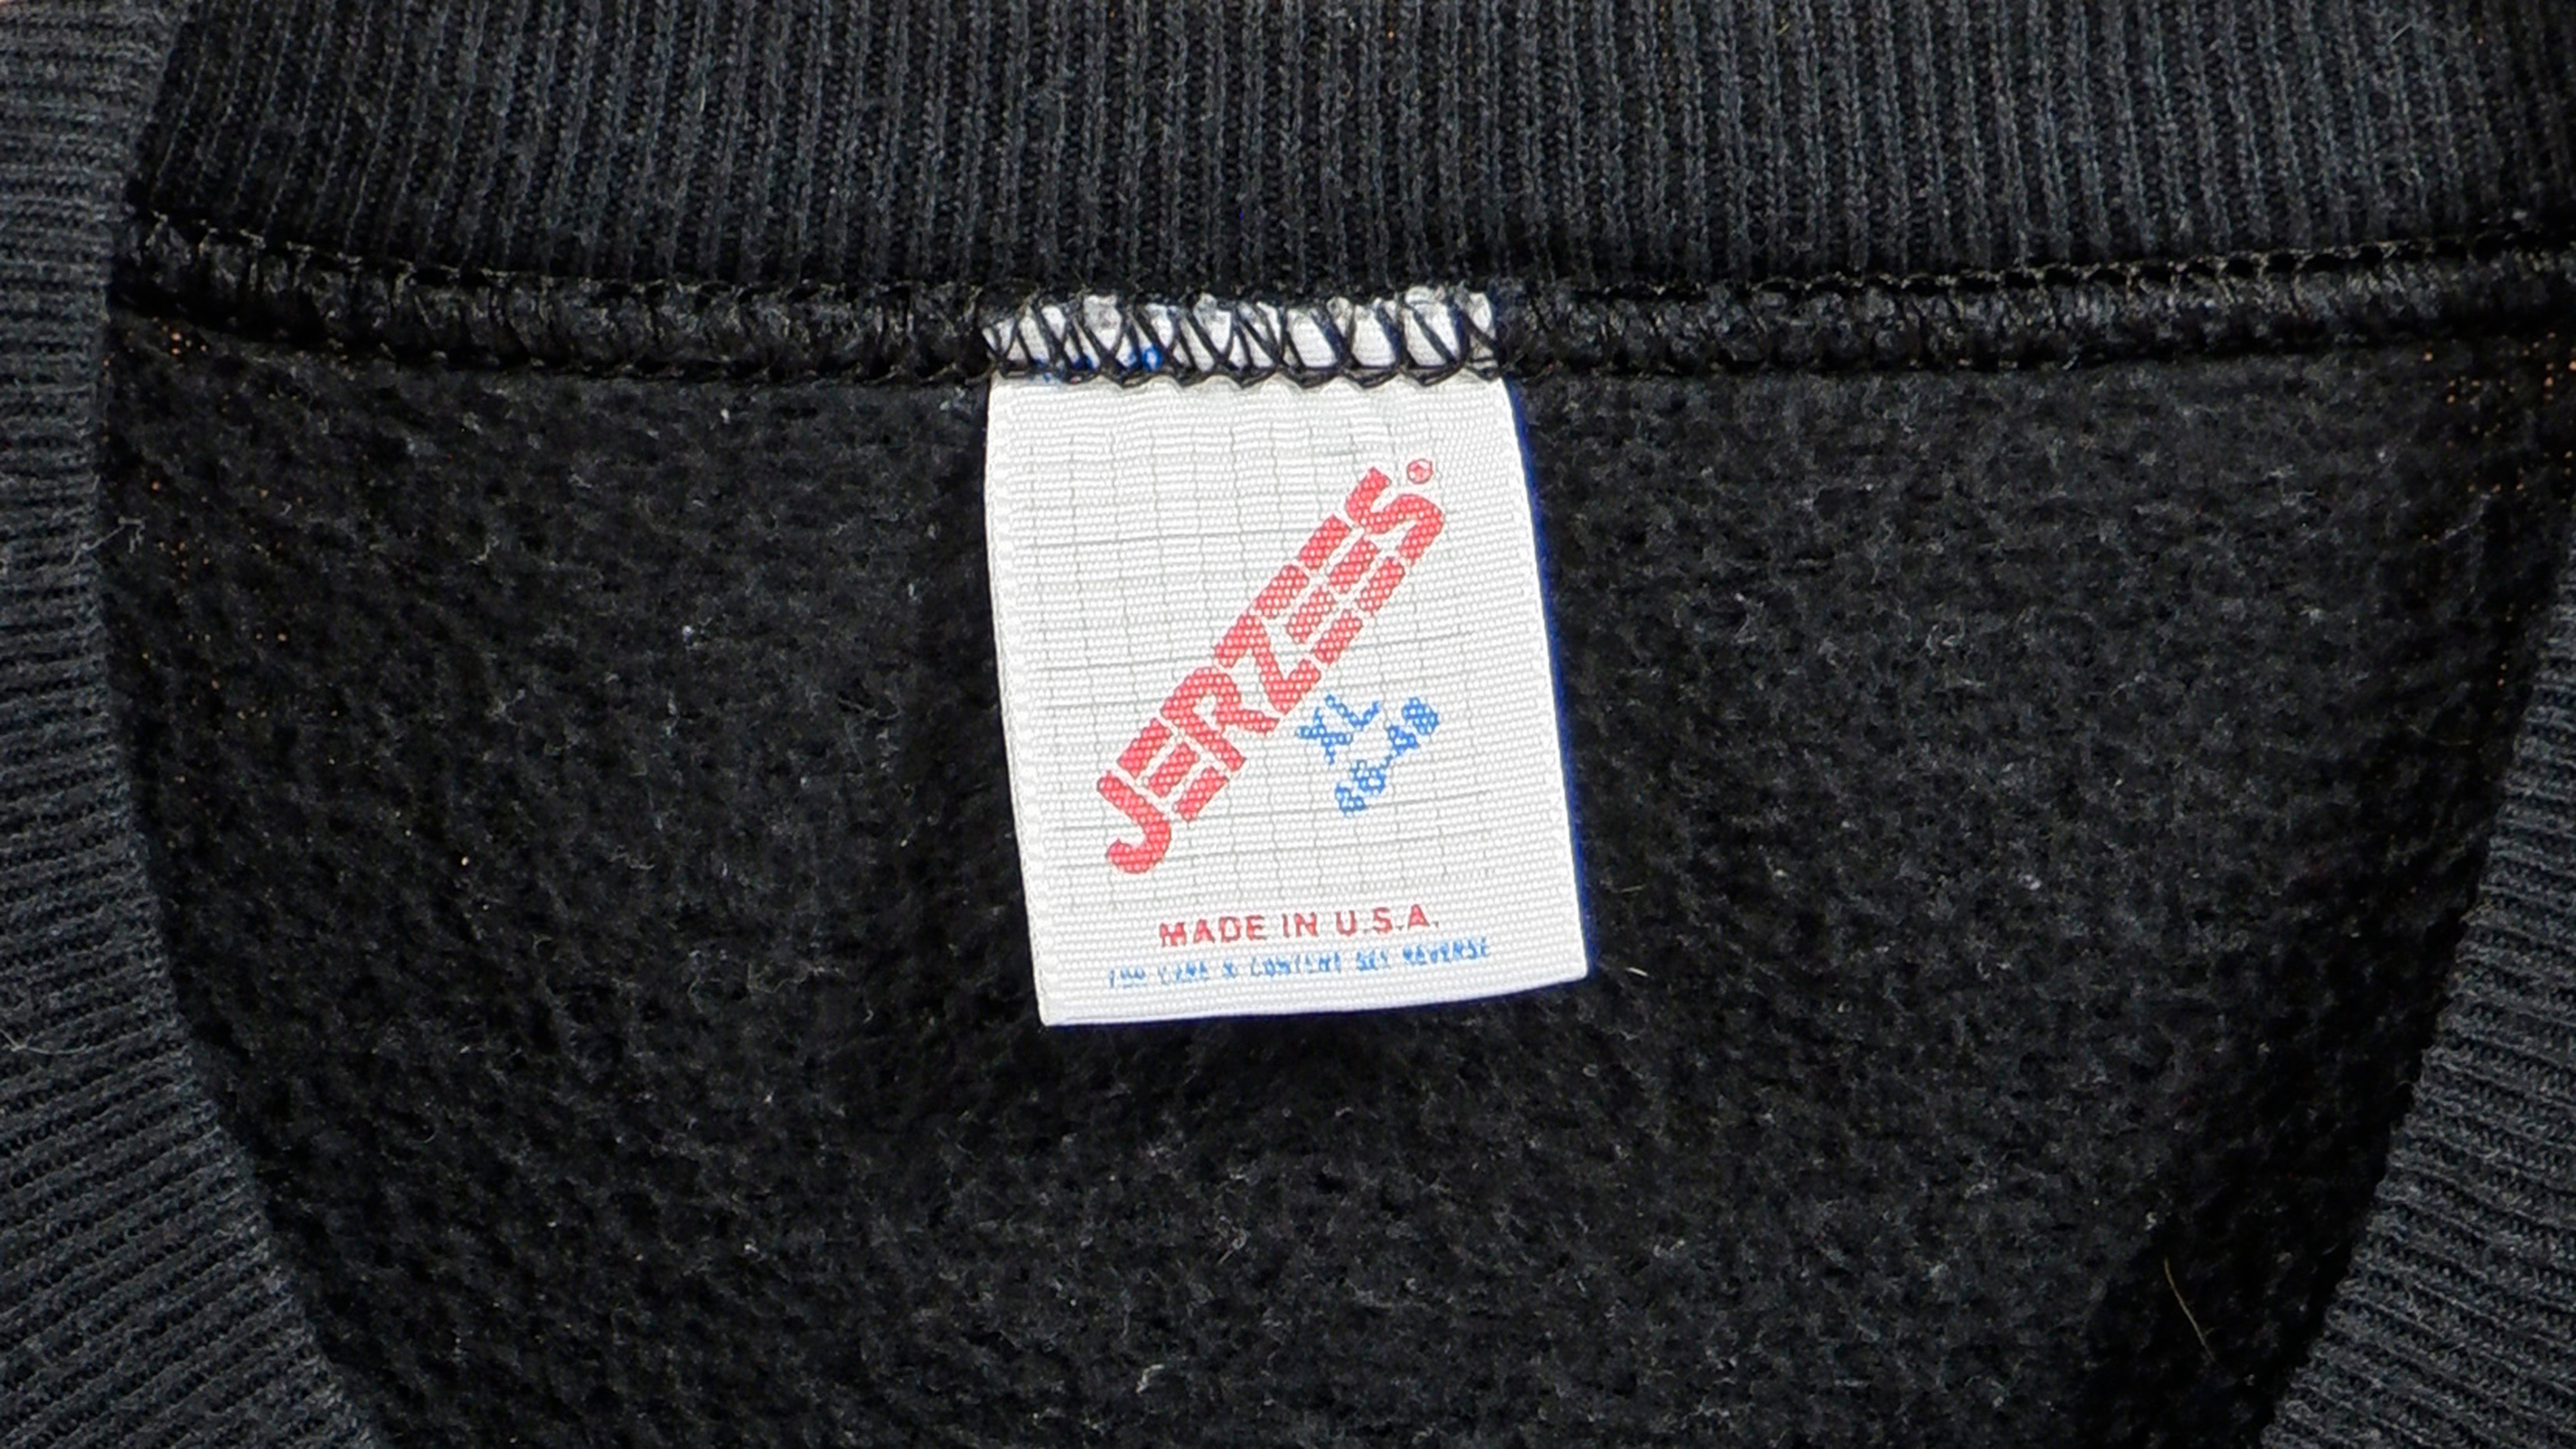 JERZEES®
XL
46-48
MADE IN U.S.A.
FOR CARE & CONTENT SEE REVERSE